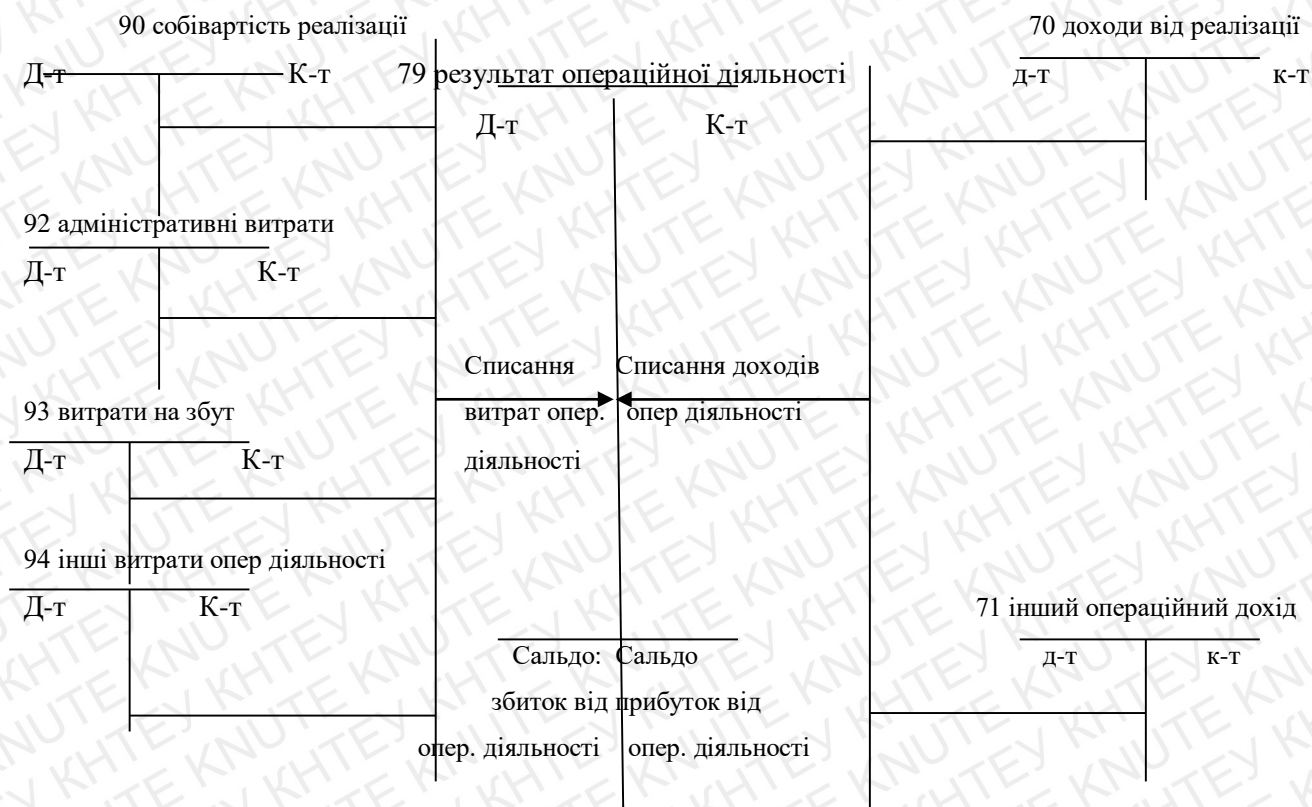 90 собівартість реалізації
Д-т К-т
92 адміністративні витрати
Д-т К-т
93 витрати на збут
Д-т К-т
94 інші витрати опер діяльності
Д-т К-т
79 результат операційної діяльності
Д-т К-т
Списання Списання доходів
витрат опер. опер діяльності
діяльності
Сальдо: Сальдо
збиток від прибуток від
опер. діяльності опер. діяльності
70 доходи від реалізації
д-т к-т
71 інший операційний дохід
д-т к-т